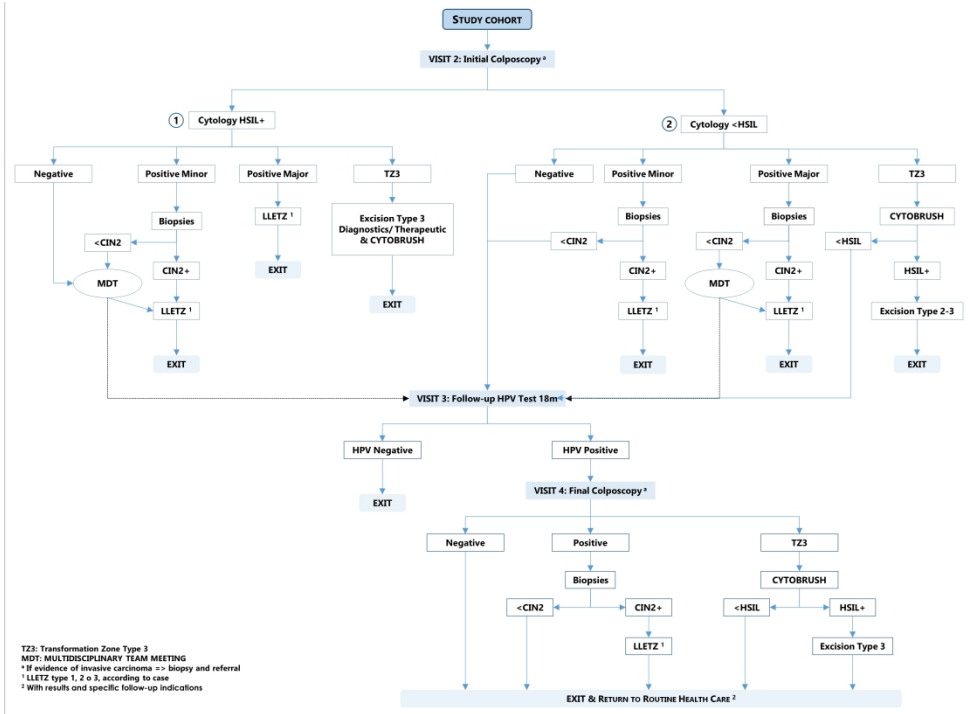 STUDY COHORT
VISIT 2: Initial Colposcopy ª
1 Cytology HSIL+
2 Cytology <HSIL
Negative
Positive Minor
Positive Major
TZ3
Negative
Positive Minor
Positive Major
TZ3
Biopsies
LLETZ ¹
Excision Type 3
Diagnostics/ Therapeutic
& CYTOBRUSH
Biopsies
Biopsies
CYTOBRUSH
<CIN2
<CIN2
<CIN2
<HSIL
MDT
CIN2+
EXIT
CIN2+
MDT
CIN2+
HSIL+
LLETZ ¹
EXIT
LLETZ ¹
LLETZ ¹
Excision Type 2-3
EXIT
EXIT
EXIT
EXIT
VISIT 3: Follow-up HPV Test 18m
HPV Negative
HPV Positive
EXIT
VISIT 4: Final Colposcopy ª
Negative
Positive
TZ3
Biopsies
CYTOBRUSH
<CIN2
CIN2+
<HSIL
HSIL+
LLETZ ¹
Excision Type 3
TZ3: Transformation Zone Type 3
MDT: MULTIDISCPLINARY TEAM MEETING
ª If evidence of invasive carcinoma => biopsy and referral
¹ LLETZ type 1, 2 o 3, according to case
² With results and specific follow-up indications
EXIT & RETURN TO ROUTINE HEALTH CARE ²